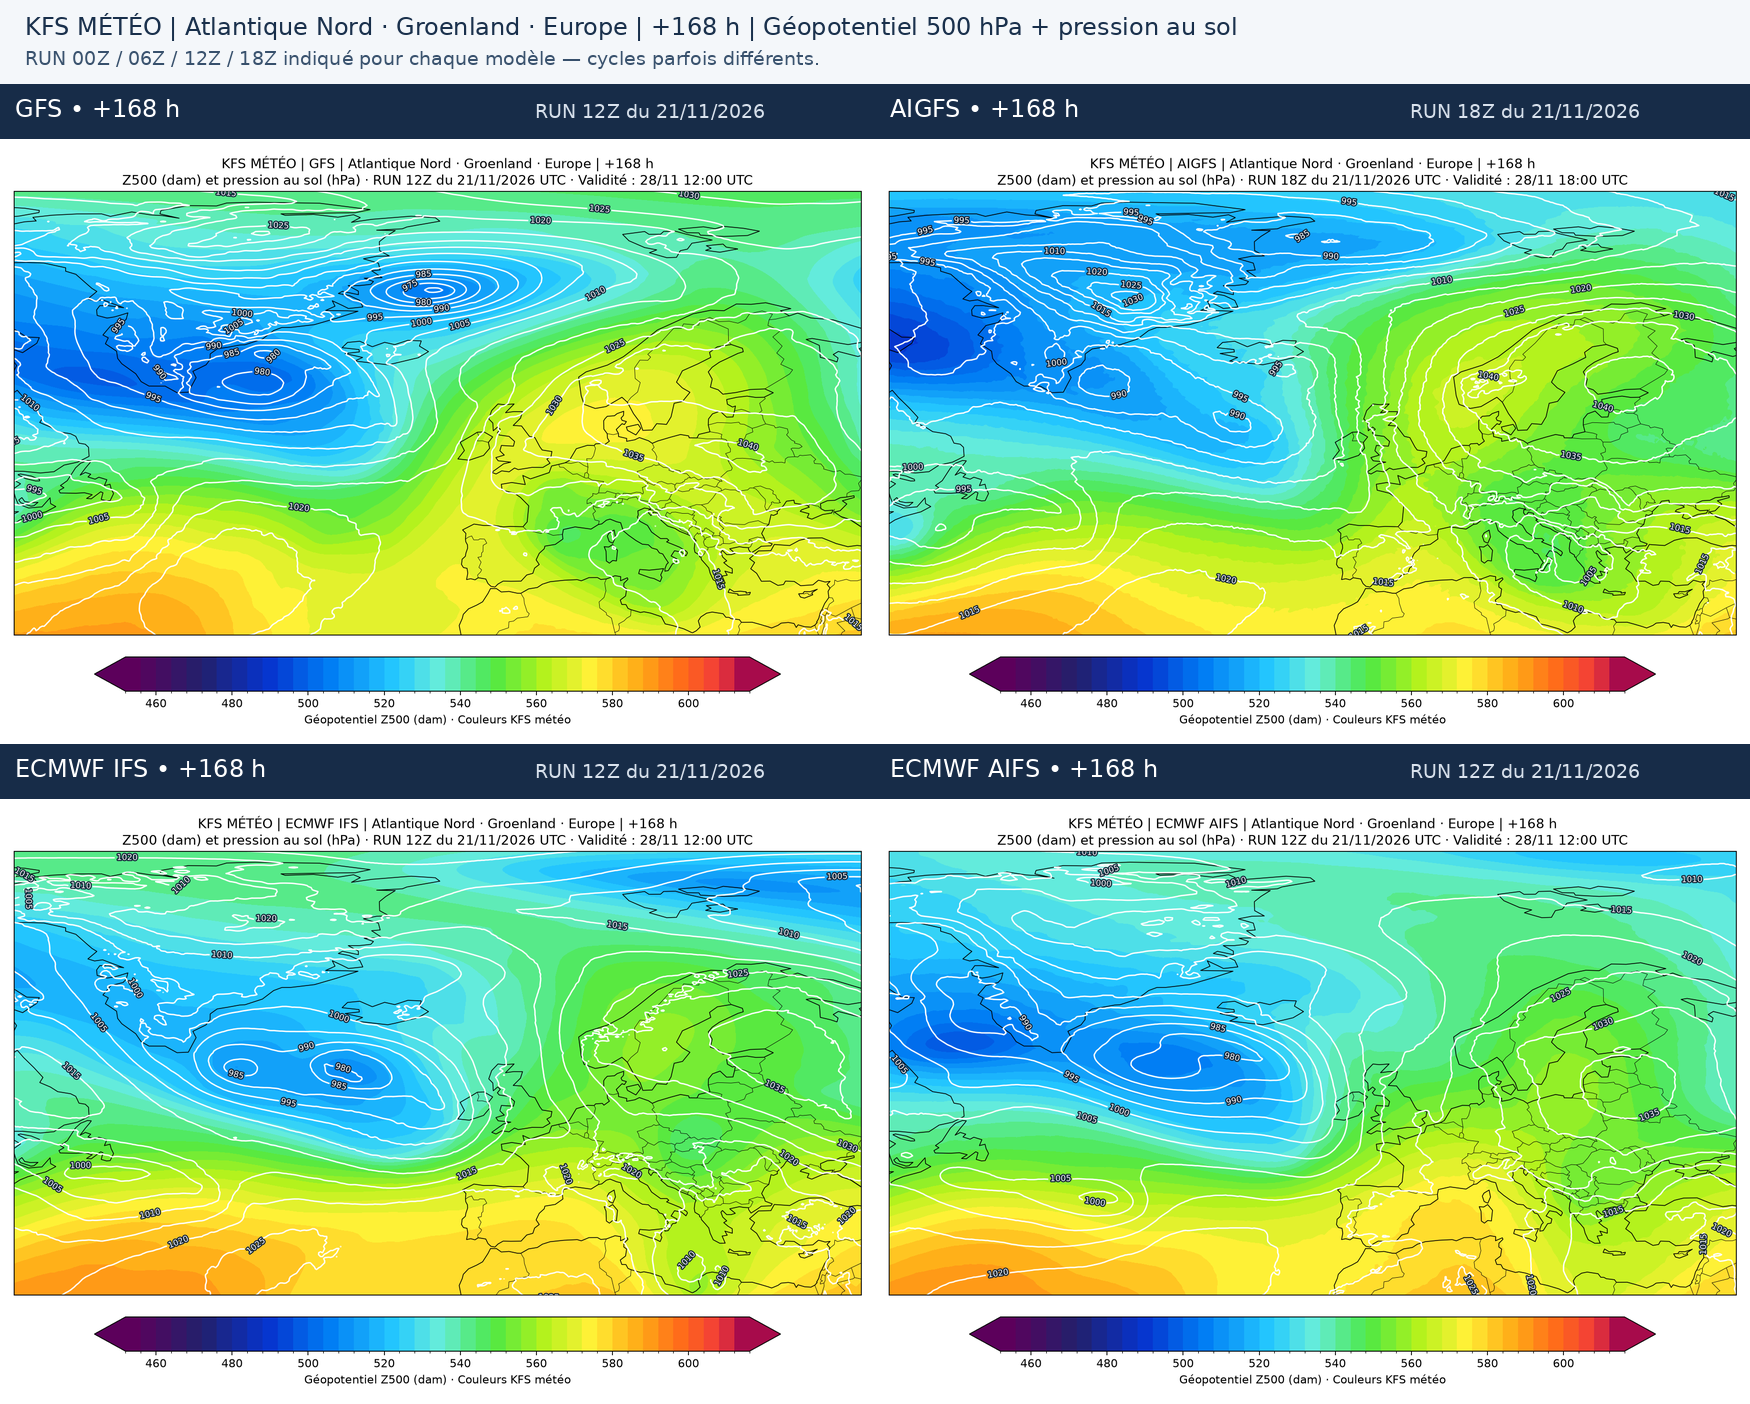 KFS MÉTÉO | Atlantique Nord · Groenland · Europe | +168 h | Géopotentiel 500 hPa + pression au sol
RUN 00Z / 06Z / 12Z / 18Z indiqué pour chaque modèle — cycles parfois différents.
GFS • +168 h
RUN 12Z du 21/11/2026
AIGFS • +168 h
RUN 18Z du 21/11/2026
KFS MÉTÉO | GFS | Atlantique Nord · Groenland · Europe | +168 h
Z500 (dam) et pression au sol (hPa) · RUN 12Z du 21/11/2026 UTC · Validité : 28/11 12:00 UTC
KFS MÉTÉO | AIGFS | Atlantique Nord · Groenland · Europe | +168 h
Z500 (dam) et pression au sol (hPa) · RUN 18Z du 21/11/2026 UTC · Validité : 28/11 18:00 UTC
460 480 500 520 540 560 580 600
Géopotentiel Z500 (dam) · Couleurs KFS météo
460 480 500 520 540 560 580 600
Géopotentiel Z500 (dam) · Couleurs KFS météo
ECMWF IFS • +168 h
RUN 12Z du 21/11/2026
ECMWF AIFS • +168 h
RUN 12Z du 21/11/2026
KFS MÉTÉO | ECMWF IFS | Atlantique Nord · Groenland · Europe | +168 h
Z500 (dam) et pression au sol (hPa) · RUN 12Z du 21/11/2026 UTC · Validité : 28/11 12:00 UTC
KFS MÉTÉO | ECMWF AIFS | Atlantique Nord · Groenland · Europe | +168 h
Z500 (dam) et pression au sol (hPa) · RUN 12Z du 21/11/2026 UTC · Validité : 28/11 12:00 UTC
460 480 500 520 540 560 580 600
Géopotentiel Z500 (dam) · Couleurs KFS météo
460 480 500 520 540 560 580 600
Géopotentiel Z500 (dam) · Couleurs KFS météo